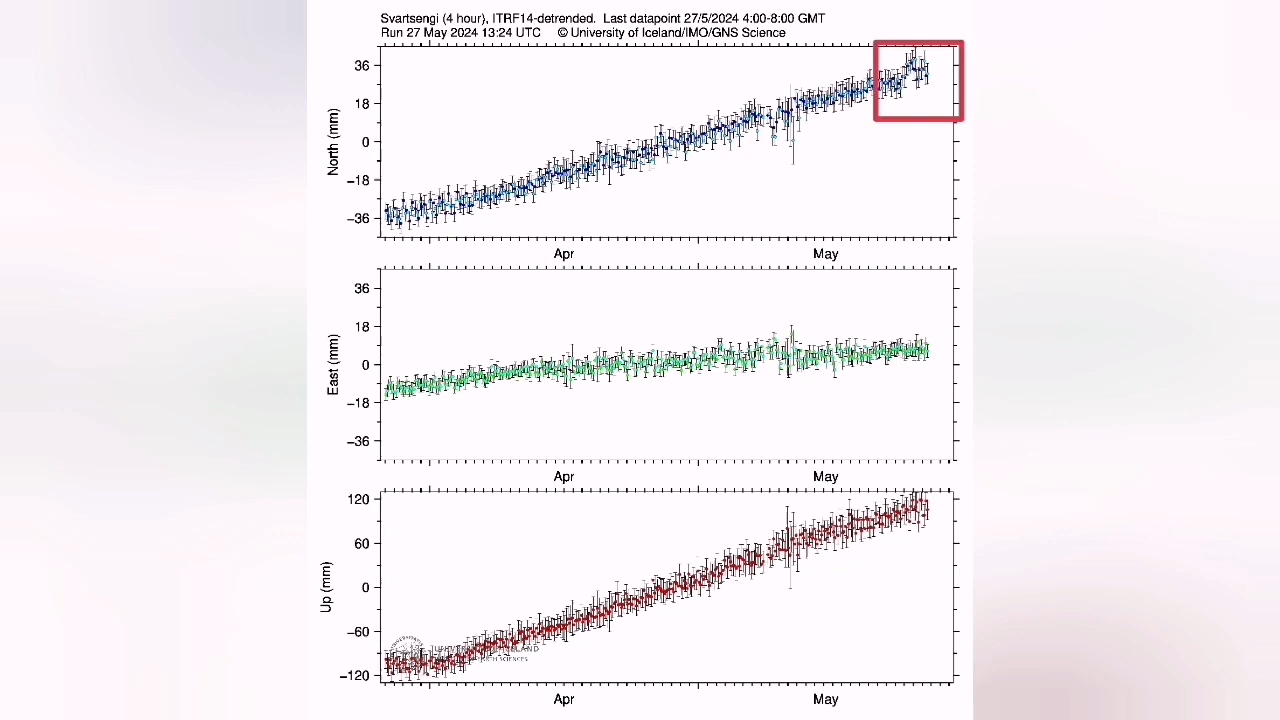 Svartsengi (4 hour), ITRF14-detrended. Last datapoint 27/5/2024 4:00-8:00 GMT
Run 27 May 2024 13:24 UTC © University of Iceland/IMO/GNS Science
North (mm)
36
18
0
−18
−36
Apr May
East (mm)
36
18
0
−18
−36
Apr May
Up (mm)
120
60
0
−60
−120
Apr May